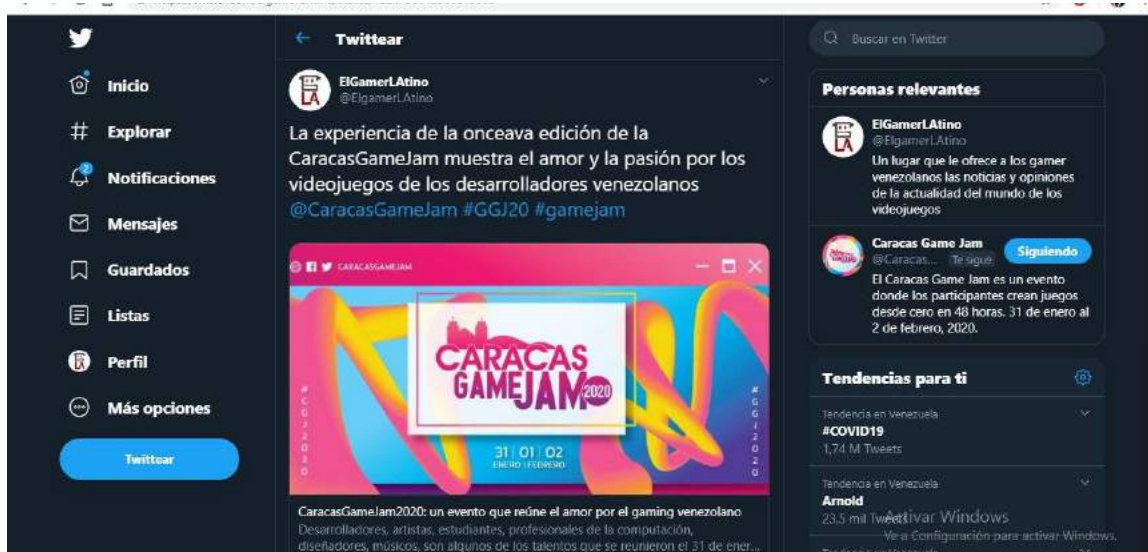 Inicio
Explorar
Notificaciones
2
Mensajes
Guardados
Listas
Perfil
Más opciones
Twittear
Twittear
ElGamerLAtino
@ElgamerLAtino
La experiencia de la onceava edición de la
CaracasGameJam muestra el amor y la pasión por los
videojuegos de los desarrolladores venezolanos
@CaracasGameJam #GGJ20 #gamejam
CARACASGAMEJAM
CARACAS
GAMEJAM 2020
#CGJ2020
#GGJ2020
31 | 01 | 02
ENERO | FEBRERO
CaracasGameJam2020: un evento que reúne el amor por el gaming venezolano
Desarrolladores, artistas, estudiantes, profesionales de la computación,
diseñadores, músicos, son algunos de los talentos que se reunieron el 31 de ener...
Buscar en Twitter
Personas relevantes
ElGamerLAtino
@ElgamerLAtino
Un lugar que le ofrece a los gamer
venezolanos las noticias y opiniones
de la actualidad del mundo de los
videojuegos
Caracas Game Jam
@Caracas... Te sigue
Siguiendo
El Caracas Game Jam es un evento
donde los participantes crean juegos
desde cero en 48 horas. 31 de enero al
2 de febrero, 2020.
Tendencias para ti
Tendencia en Venezuela
#COVID19
1,74 M Tweets
Tendencia en Venezuela
Arnold
23,5 mil Tweets
Activar Windows
Ve a Configuración para activar Windows.